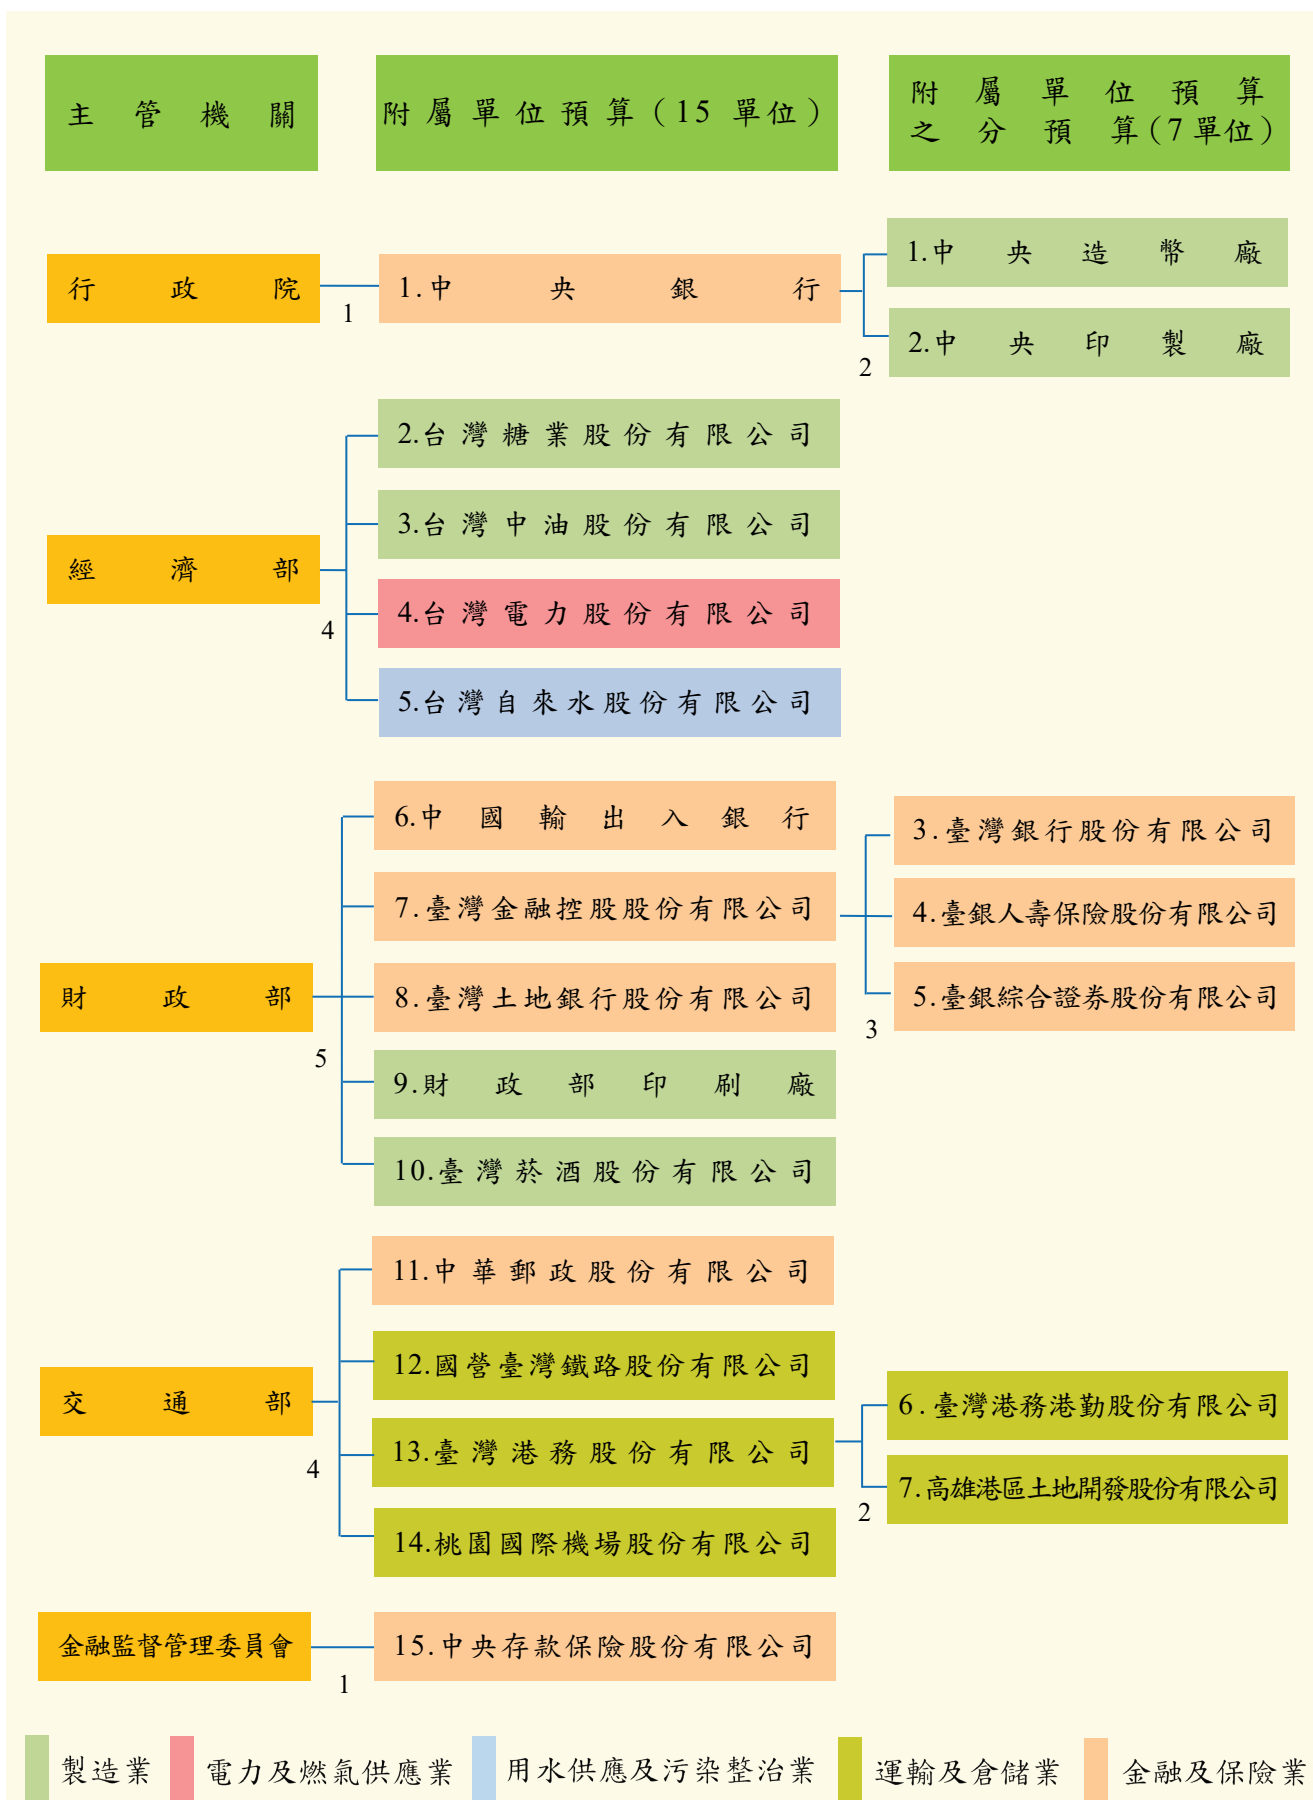 主管機關
附屬單位預算(15 單位)
附屬單位預算
之分預算(7 單位)
行政院
1
1.中央銀行
2
1.中央造幣廠
2.中央印製廠
經濟部
4
2.台灣糖業股份有限公司
3.台灣中油股份有限公司
4.台灣電力股份有限公司
5.台灣自來水股份有限公司
財政部
5
6.中國輸出入銀行
7.臺灣金融控股股份有限公司
8.臺灣土地銀行股份有限公司
9.財政部印刷廠
10.臺灣菸酒股份有限公司
3
3.臺灣銀行股份有限公司
4.臺銀人壽保險股份有限公司
5.臺銀綜合證券股份有限公司
交通部
4
11.中華郵政股份有限公司
12.國營臺灣鐵路股份有限公司
13.臺灣港務股份有限公司
14.桃園國際機場股份有限公司
2
6.臺灣港務港勤股份有限公司
7.高雄港區土地開發股份有限公司
金融監督管理委員會
1
15.中央存款保險股份有限公司
製造業
電力及燃氣供應業
用水供應及污染整治業
運輸及倉儲業
金融及保險業